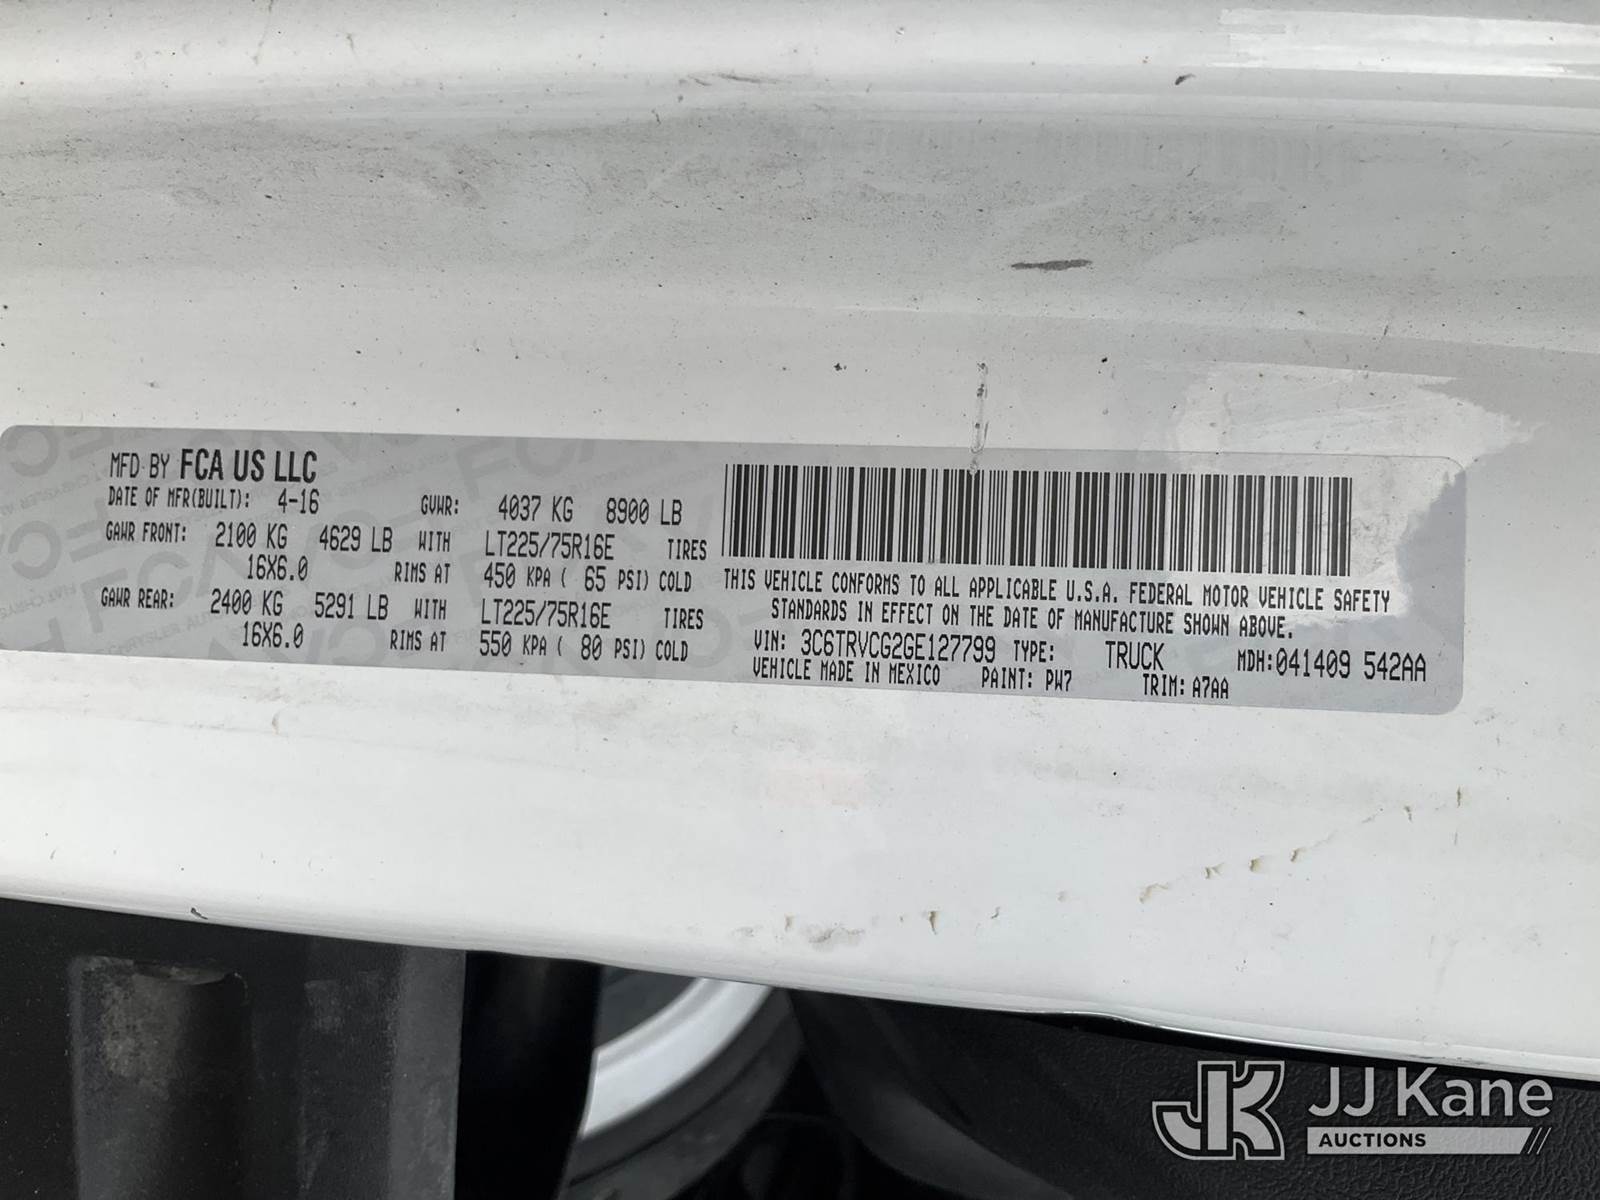 MFD BY FCA US LLC
DATE OF MFR(BUILT): 4-16 GVWR: 4037 KG 8900 LB
GAWR FRONT: 2100 KG 4629 LB WITH LT225/75R16E TIRES
16X6.0 RIMS AT 450 KPA ( 65 PSI) COLD
GAWR REAR: 2400 KG 5291 LB WITH LT225/75R16E TIRES
16X6.0 RIMS AT 550 KPA ( 80 PSI) COLD
THIS VEHICLE CONFORMS TO ALL APPLICABLE U.S.A. FEDERAL MOTOR VEHICLE SAFETY
STANDARDS IN EFFECT ON THE DATE OF MANUFACTURE SHOWN ABOVE.
VIN: 3C6TRVCG2GE127799 TYPE: TRUCK MDH:041409 542AA
VEHICLE MADE IN MEXICO PAINT: PW7 TRIM: A7AA
JK JJ Kane
AUCTIONS